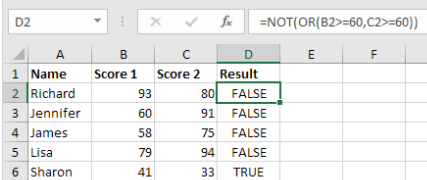 D2 fx =NOT(OR(B2>=60,C2>=60))
A B C D E F
1 Name Score 1 Score 2 Result
2 Richard 93 80 FALSE
3 Jennifer 60 91 FALSE
4 James 58 75 FALSE
5 Lisa 79 94 FALSE
6 Sharon 41 33 TRUE